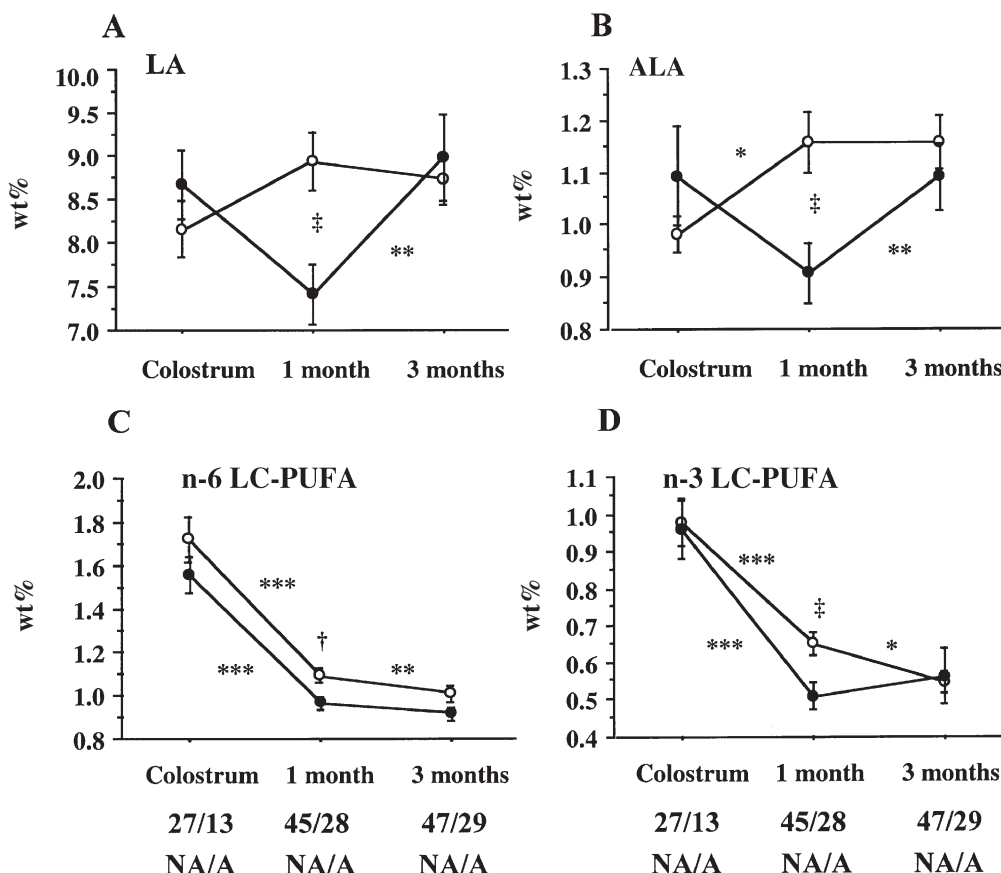 A
LA
wt%
10.0
9.5
9.0
8.5
8.0
7.5
7.0
‡
**
Colostrum 1 month 3 months
B
ALA
wt%
1.3
1.2
1.1
1.0
0.9
0.8
*
‡
**
Colostrum 1 month 3 months
C
n-6 LC-PUFA
wt%
2.0
1.8
1.6
1.4
1.2
1.0
0.8
***
***
†
**
Colostrum 1 month 3 months
27/13 45/28 47/29
NA/A NA/A NA/A
D
n-3 LC-PUFA
wt%
1.1
1.0
0.9
0.8
0.7
0.6
0.5
0.4
***
***
‡
*
Colostrum 1 month 3 months
27/13 45/28 47/29
NA/A NA/A NA/A